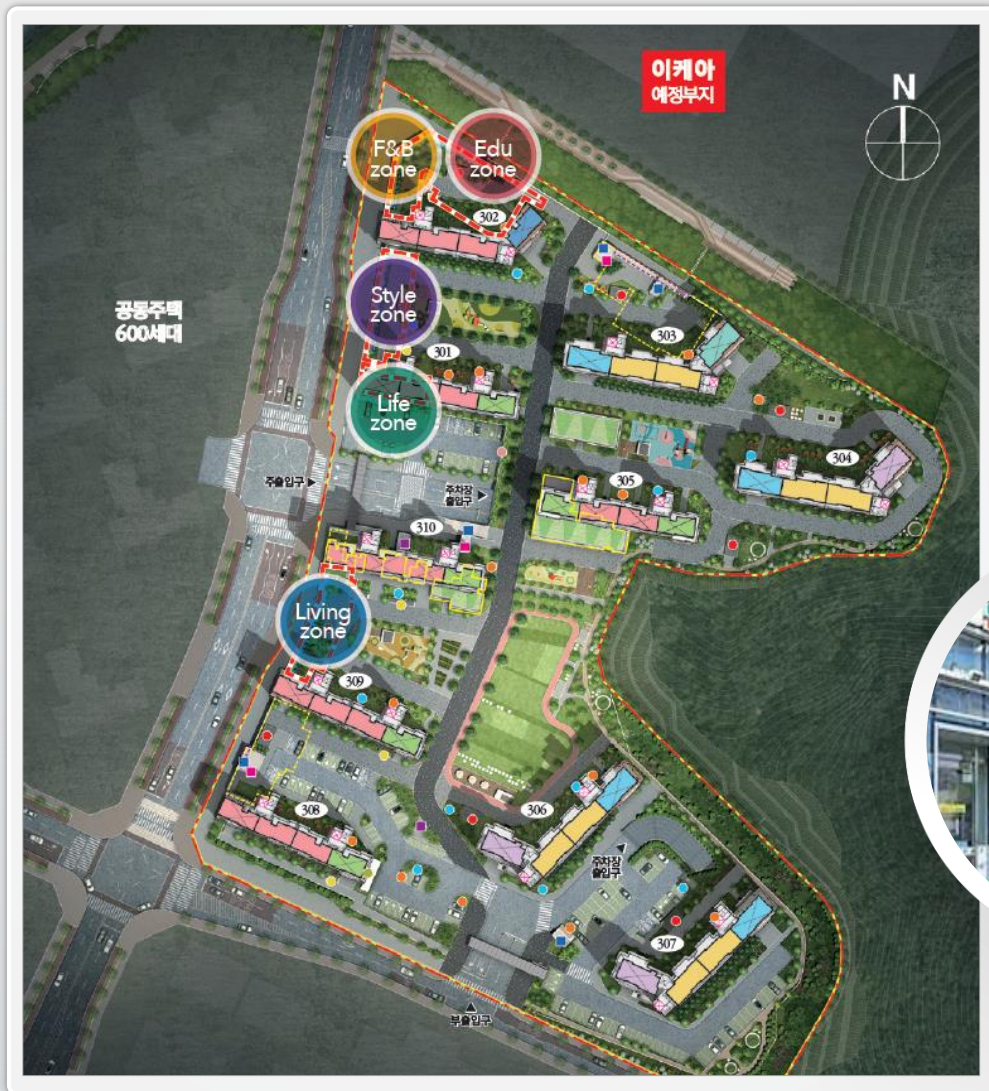 이케아
예정부지
N
F&B
zone
Edu
zone
302
Style
zone
공동주택
600세대
301
303
Life
zone
304
주출입구
주차장
출입구
305
310
Living
zone
309
308
306
주차장
출입구
307
부출입구